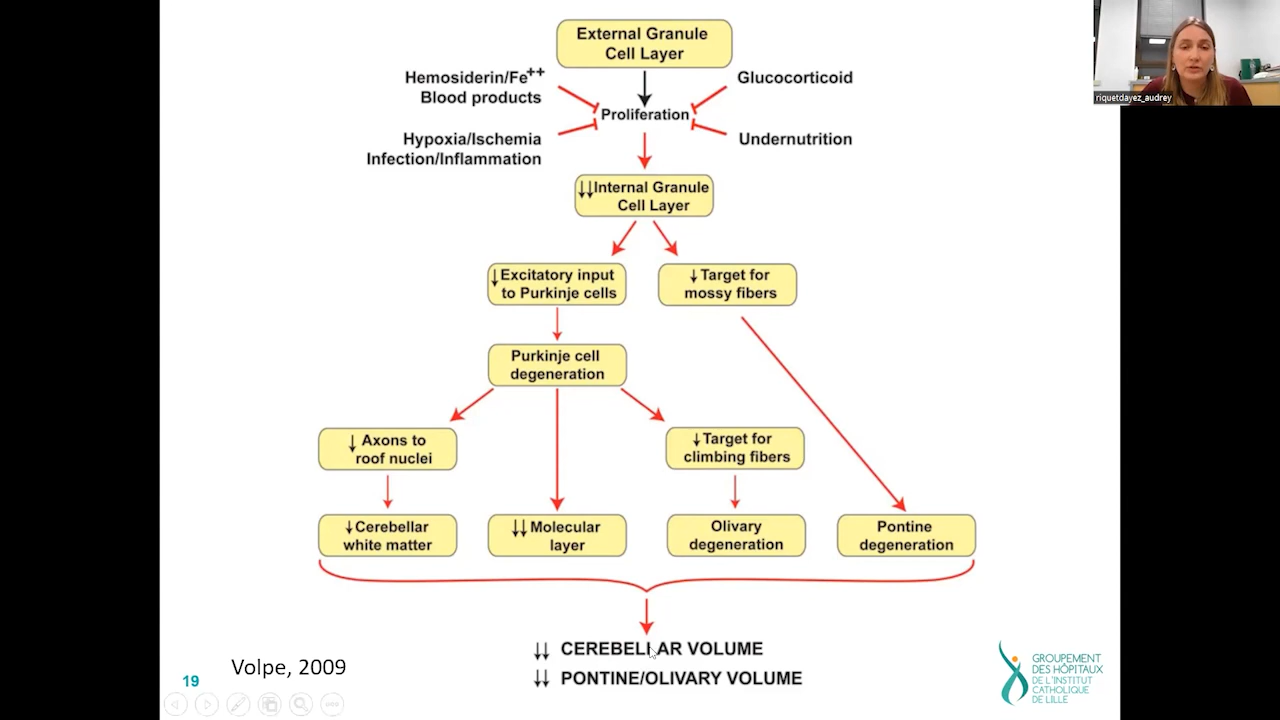 External Granule
Cell Layer
Hemosiderin/Fe++
Blood products
Glucocorticoid
Proliferation
Hypoxia/Ischemia
Infection/Inflammation
Undernutrition
↓↓Internal Granule
Cell Layer
↓Excitatory input
to Purkinje cells
↓Target for
mossy fibers
Purkinje cell
degeneration
↓ Axons to
roof nuclei
↓Target for
climbing fibers
↓Cerebellar
white matter
↓↓ Molecular
layer
Olivary
degeneration
Pontine
degeneration
↓↓ CEREBELLAR VOLUME
↓↓ PONTINE/OLIVARY VOLUME
Volpe, 2009
19
GROUPEMENT
DES HÔPITAUX
DE L'INSTITUT
CATHOLIQUE
DE LILLE
riquetdayez_audrey